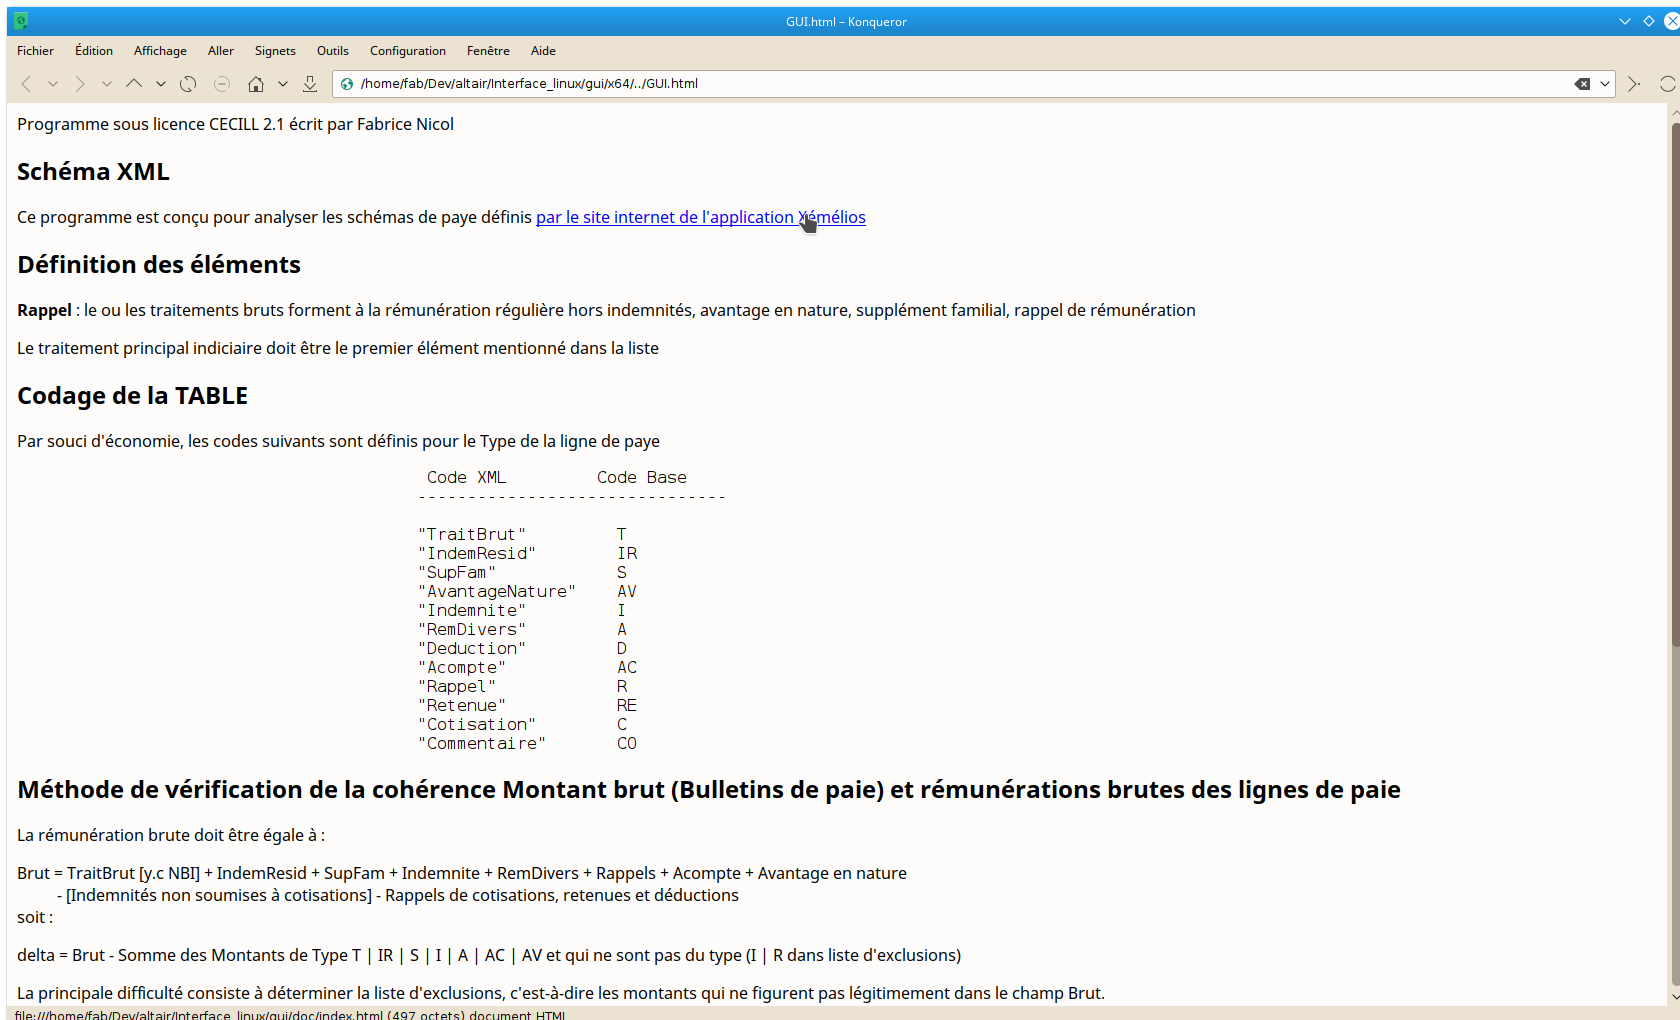 GUI.html – Konqueror
Fichier Édition Affichage Aller Signets Outils Configuration Fenêtre Aide
/home/fab/Dev/altair/Interface_linux/gui/x64/../GUI.html
Programme sous licence CECILL 2.1 écrit par Fabrice Nicol
Schéma XML
Ce programme est conçu pour analyser les schémas de paye définis par le site internet de l'application Xémélios
Définition des éléments
Rappel : le ou les traitements bruts forment à la rémunération régulière hors indemnités, avantage en nature, supplément familial, rappel de rémunération
Le traitement principal indiciaire doit être le premier élément mentionné dans la liste
Codage de la TABLE
Par souci d'économie, les codes suivants sont définis pour le Type de la ligne de paye
Code XML Code Base
-------------------------------
"TraitBrut" T
"IndemResid" IR
"SupFam" S
"AvantageNature" AV
"Indemnite" I
"RemDivers" A
"Deduction" D
"Acompte" AC
"Rappel" R
"Retenue" RE
"Cotisation" C
"Commentaire" CO
Méthode de vérification de la cohérence Montant brut (Bulletins de paie) et rémunérations brutes des lignes de paie
La rémunération brute doit être égale à :
Brut = TraitBrut [y.c NBI] + IndemResid + SupFam + Indemnite + RemDivers + Rappels + Acompte + Avantage en nature
- [Indemnités non soumises à cotisations] - Rappels de cotisations, retenues et déductions
soit :
delta = Brut - Somme des Montants de Type T | IR | S | I | A | AC | AV et qui ne sont pas du type (I | R dans liste d'exclusions)
La principale difficulté consiste à déterminer la liste d'exclusions, c'est-à-dire les montants qui ne figurent pas légitimement dans le champ Brut.
file:///home/fab/Dev/altair/Interface_linux/gui/doc/index.html (497 octets) document HTML